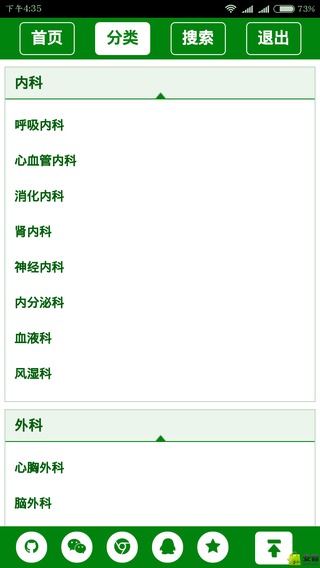 下午4:35 73%
首页 分类 搜索 退出
内科
呼吸内科
心血管内科
消化内科
肾内科
神经内科
内分泌科
血液科
风湿科
外科
心胸外科
脑外科